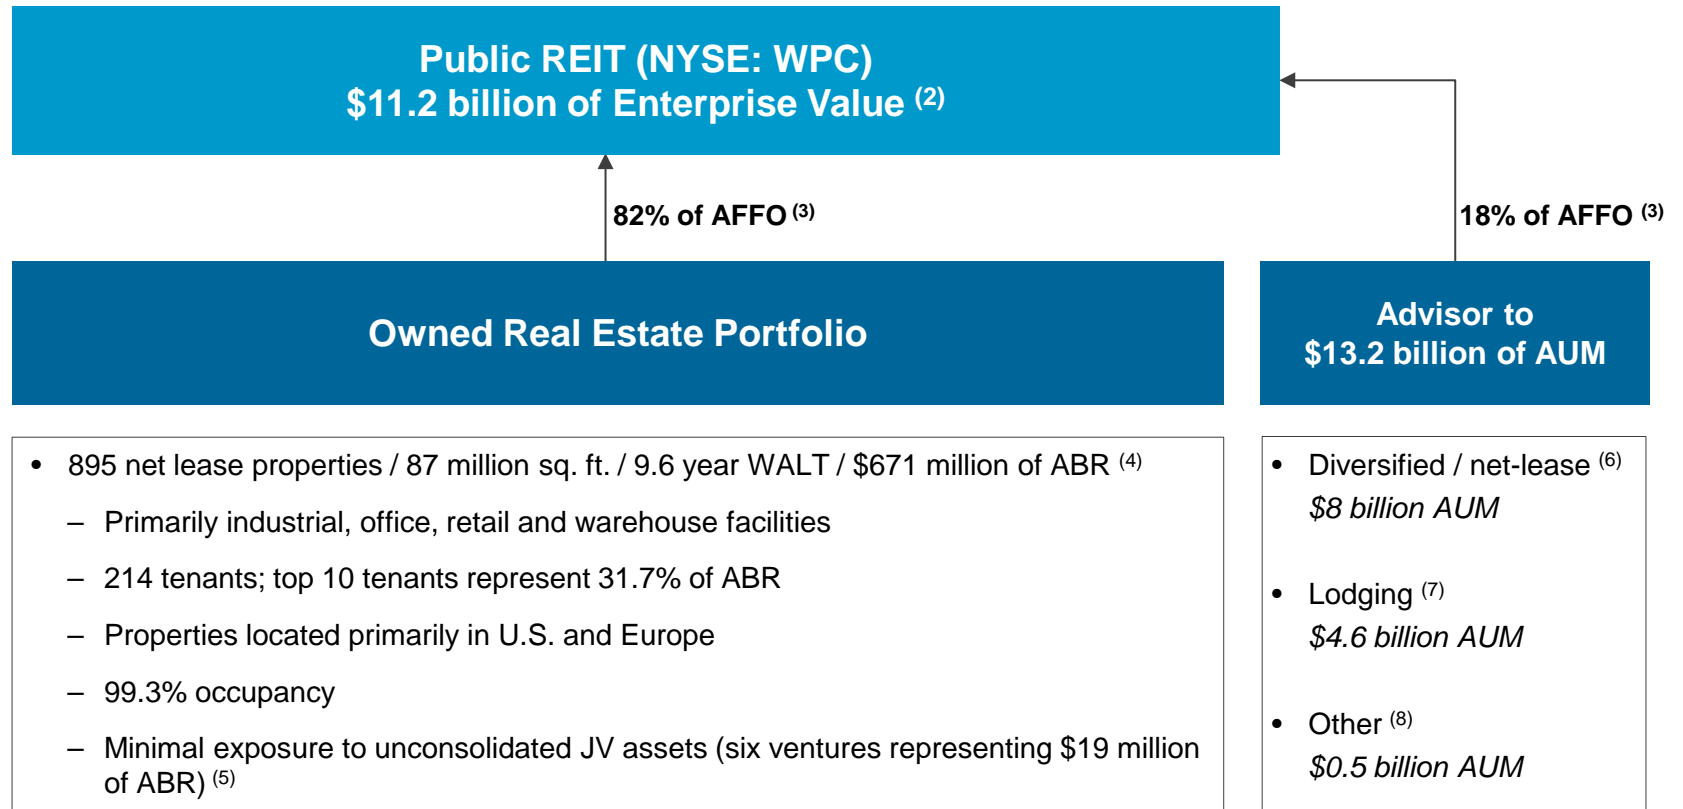 Public REIT (NYSE: WPC)
$11.2 billion of Enterprise Value (2)
82% of AFFO (3)
18% of AFFO (3)
Owned Real Estate Portfolio
Advisor to
$13.2 billion of AUM
• 895 net lease properties / 87 million sq. ft. / 9.6 year WALT / $671 million of ABR (4)
– Primarily industrial, office, retail and warehouse facilities
– 214 tenants; top 10 tenants represent 31.7% of ABR
– Properties located primarily in U.S. and Europe
– 99.3% occupancy
– Minimal exposure to unconsolidated JV assets (six ventures representing $19 million
of ABR) (5)
• Diversified / net-lease (6)
$8 billion AUM
• Lodging (7)
$4.6 billion AUM
• Other (8)
$0.5 billion AUM